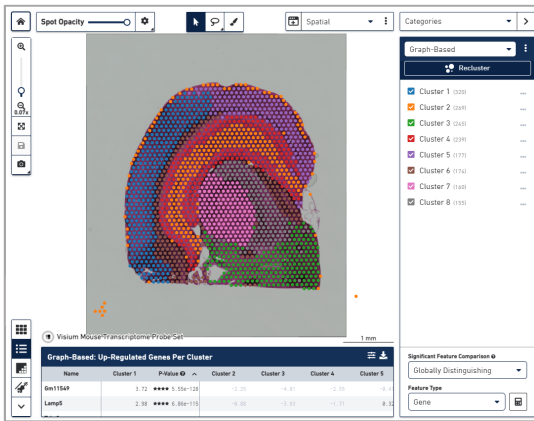 Spot Opacity
Spatial
Categories
0.07x
Graph-Based
Recluster
Cluster 1 (320)
Cluster 2 (269)
Cluster 3 (245)
Cluster 4 (239)
Cluster 5 (177)
Cluster 6 (174)
Cluster 7 (160)
Cluster 8 (155)
Visium Mouse Transcriptome Probe Set
1 mm
Graph-Based: Up-Regulated Genes Per Cluster
Name Cluster 1 P-Value Cluster 2 Cluster 3 Cluster 4 Cluster 5
Gm11549 3.72 **** 5.55e-128
Lamp5 2.98 **** 6.86e-115 -1.71 0.32
Significant Feature Comparison
Globally Distinguishing
Feature Type
Gene